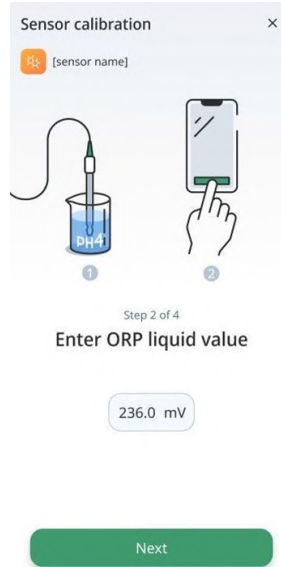 Sensor calibration
[sensor name]
PH4
1
2
Step 2 of 4
Enter ORP liquid value
236.0 mV
Next